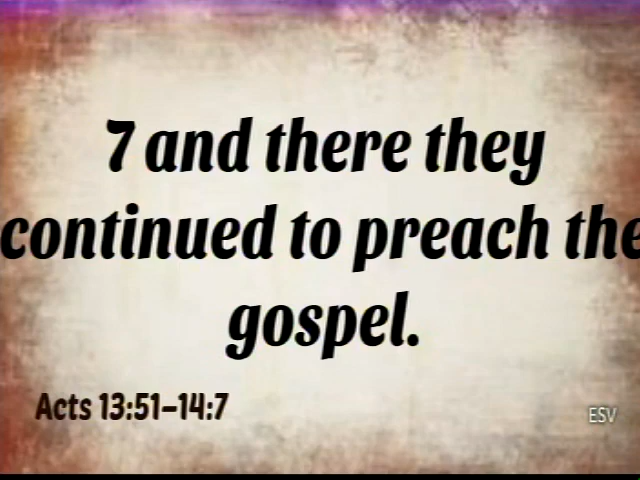 7 and there they
continued to preach the
gospel.
Acts 13:51–14:7
ESV